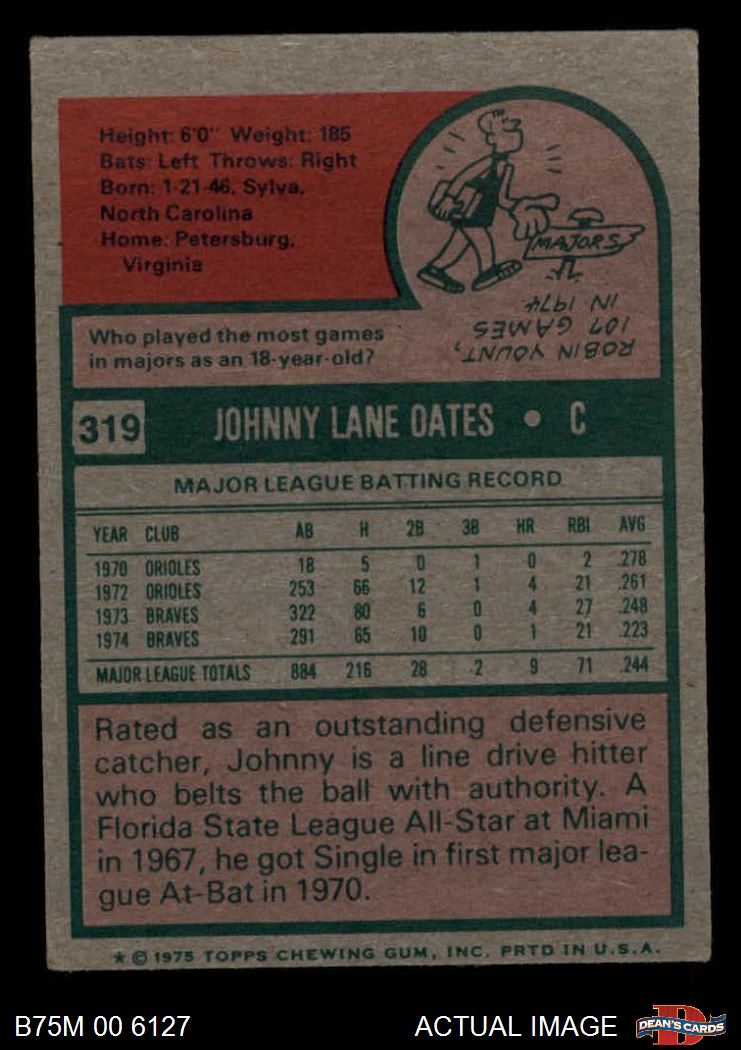 Height: 6'0" Weight: 185
Bats: Left Throws: Right
Born: 1-21-46, Sylva,
North Carolina
Home: Petersburg,
Virginia
MAJORS
Who played the most games
in majors as an 18-year-old?
ROBIN YOUNT,
107 GAMES
IN 1974
319 JOHNNY LANE OATES • C
MAJOR LEAGUE BATTING RECORD
YEAR CLUB AB H 2B 3B HR RBI AVG
1970 ORIOLES 18 5 0 1 0 2 .278
1972 ORIOLES 253 66 12 1 4 21 .261
1973 BRAVES 322 80 6 0 4 27 .248
1974 BRAVES 291 65 10 0 1 21 .223
MAJOR LEAGUE TOTALS 884 216 28 2 9 71 .244
Rated as an outstanding defensive
catcher, Johnny is a line drive hitter
who belts the ball with authority. A
Florida State League All-Star at Miami
in 1967, he got Single in first major lea-
gue At-Bat in 1970.
★ © 1975 TOPPS CHEWING GUM, INC. PRTD IN U.S.A.
B75M 00 6127 ACTUAL IMAGE
DEAN'S CARDS